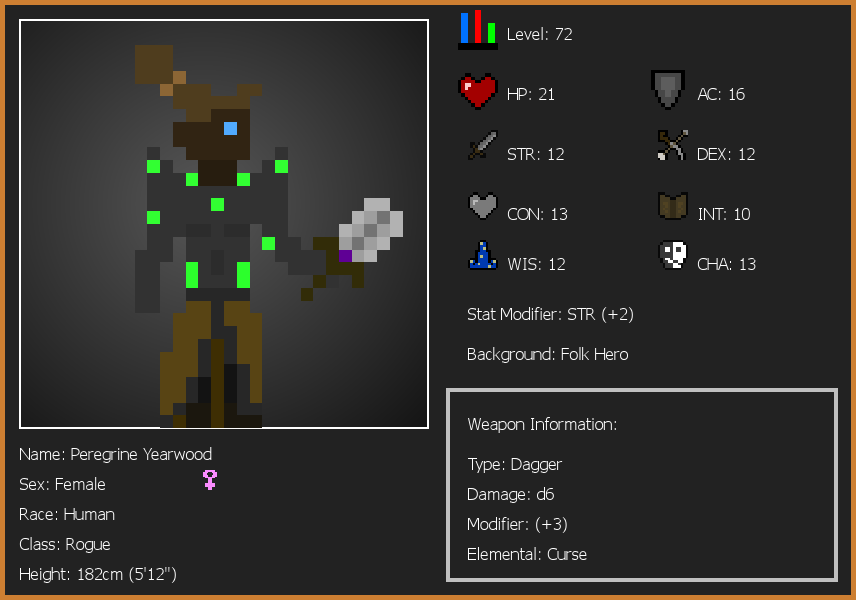 Level: 72
HP: 21
AC: 16
STR: 12
DEX: 12
CON: 13
INT: 10
WIS: 12
CHA: 13
Stat Modifier: STR (+2)
Background: Folk Hero
Weapon Information:
Type: Dagger
Damage: d6
Modifier: (+3)
Elemental: Curse
Name: Peregrine Yearwood
Sex: Female
Race: Human
Class: Rogue
Height: 182cm (5'12")